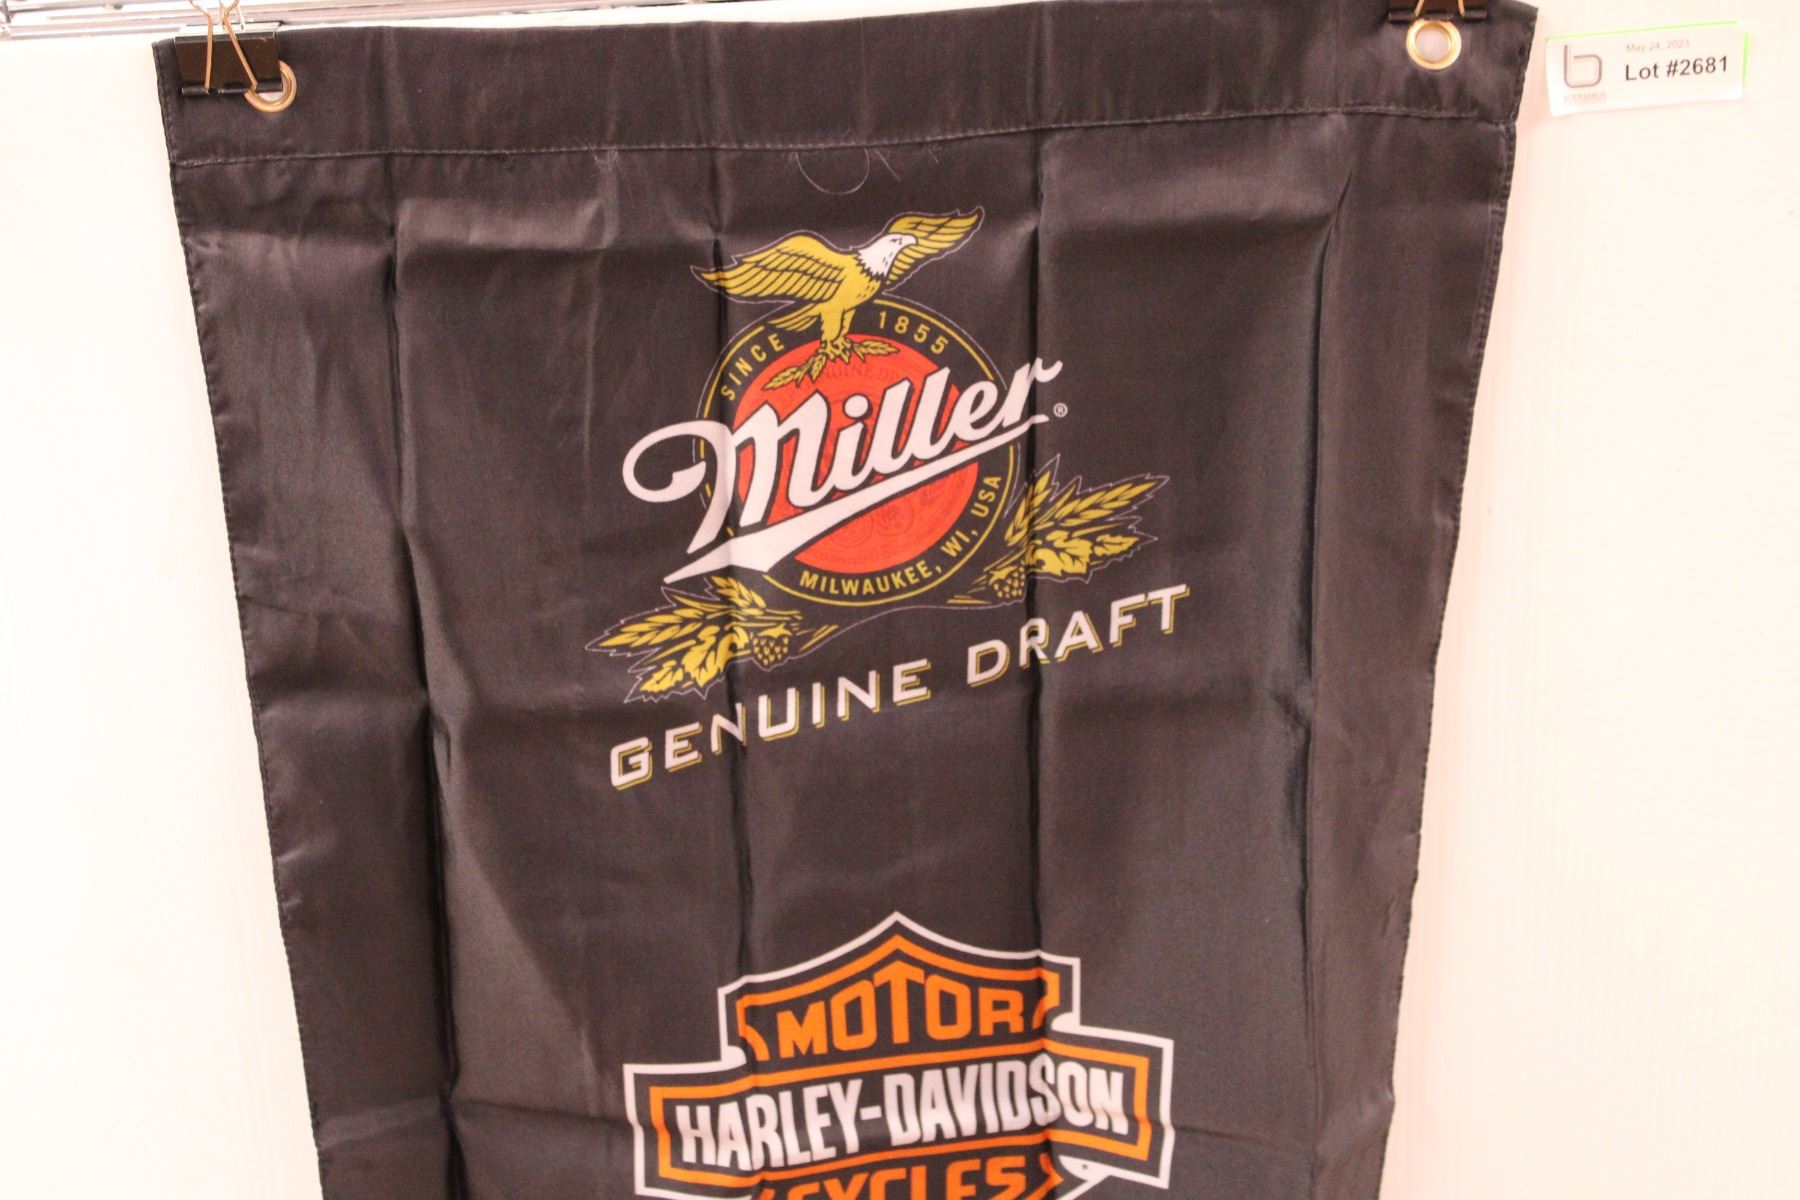 May 24, 2023
Lot #2681
SINCE 1855
Miller®
MILWAUKEE, WI, USA
GENUINE DRAFT
MOTOR
HARLEY-DAVIDSON
CYCLES